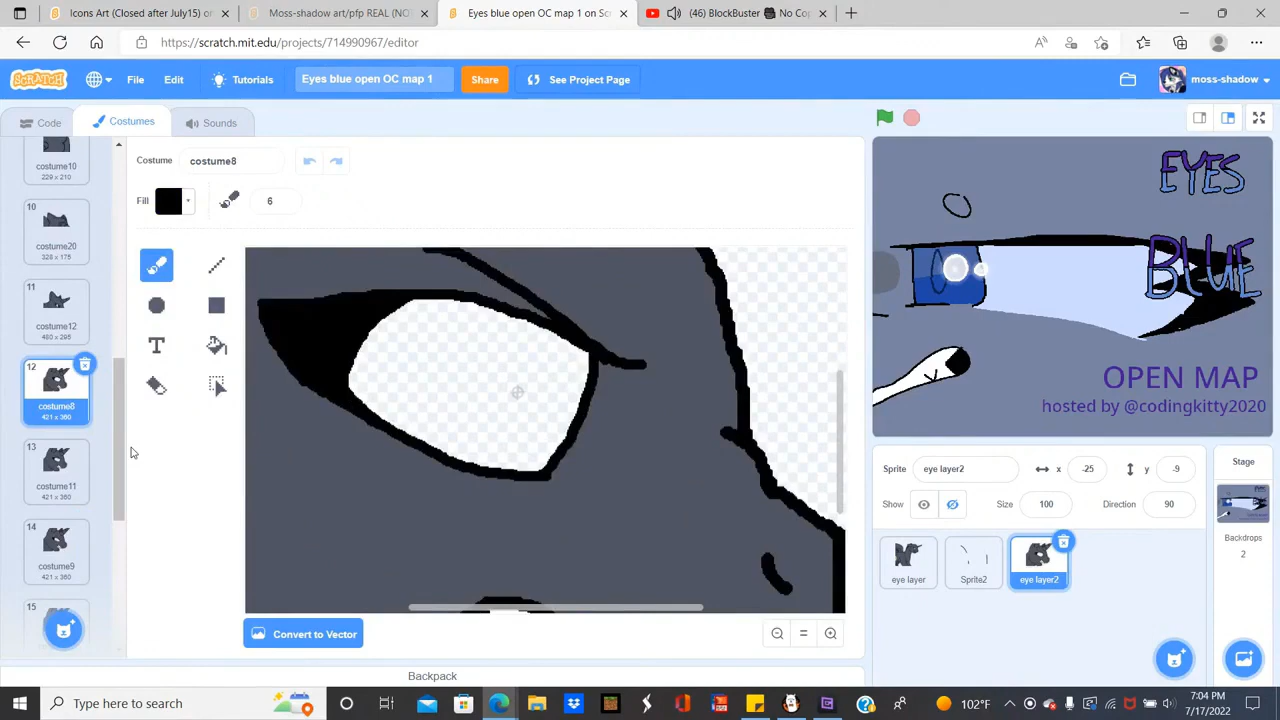 Icons Art (Closed after July15) or
Moss-shadow art/pfp REAL (NOT
Eyes blue open OC map 1 on Scr
(46) BlockBuster
No Cop
https://scratch.mit.edu/projects/714990967/editor
SCRATCH
File
Edit
Tutorials
Eyes blue open OC map 1
Share
See Project Page
moss-shadow
Code
Costumes
Sounds
costume10
229 x 210
10
costume20
328 x 175
11
costume12
480 x 295
12
costume8
421 x 360
13
costume11
421 x 360
14
costume9
421 x 360
15
Costume
costume8
Fill
6
T
Convert to Vector
Backpack
EYES
BLUE
OPEN MAP
hosted by @codingkitty2020
Sprite
eye layer2
x
-25
y
-9
Show
Size
100
Direction
90
eye layer
Sprite2
eye layer2
Stage
Backdrops
2
Type here to search
102°F
7:04 PM
7/17/2022